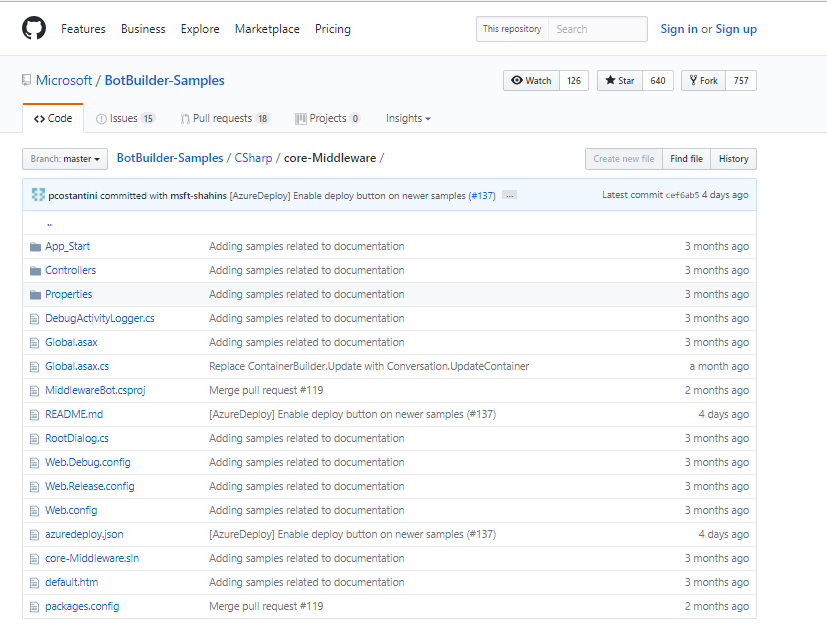 Features Business Explore Marketplace Pricing This repository Search Sign in or Sign up
Microsoft / BotBuilder-Samples Watch 126 Star 640 Fork 757
Code Issues 15 Pull requests 18 Projects 0 Insights
Branch: master BotBuilder-Samples / CSharp / core-Middleware / Create new file Find file History
pcostantini committed with msft-shahins [AzureDeploy] Enable deploy button on newer samples (#137) ... Latest commit cef6ab5 4 days ago
..
App_Start Adding samples related to documentation 3 months ago
Controllers Adding samples related to documentation 3 months ago
Properties Adding samples related to documentation 3 months ago
DebugActivityLogger.cs Adding samples related to documentation 3 months ago
Global.asax Adding samples related to documentation 3 months ago
Global.asax.cs Replace ContainerBuilder.Update with Conversation.UpdateContainer a month ago
MiddlewareBot.csproj Merge pull request #119 2 months ago
README.md [AzureDeploy] Enable deploy button on newer samples (#137) 4 days ago
RootDialog.cs Adding samples related to documentation 3 months ago
Web.Debug.config Adding samples related to documentation 3 months ago
Web.Release.config Adding samples related to documentation 3 months ago
Web.config Adding samples related to documentation 3 months ago
azuredeploy.json [AzureDeploy] Enable deploy button on newer samples (#137) 4 days ago
core-Middleware.sln Adding samples related to documentation 3 months ago
default.htm Adding samples related to documentation 3 months ago
packages.config Merge pull request #119 2 months ago